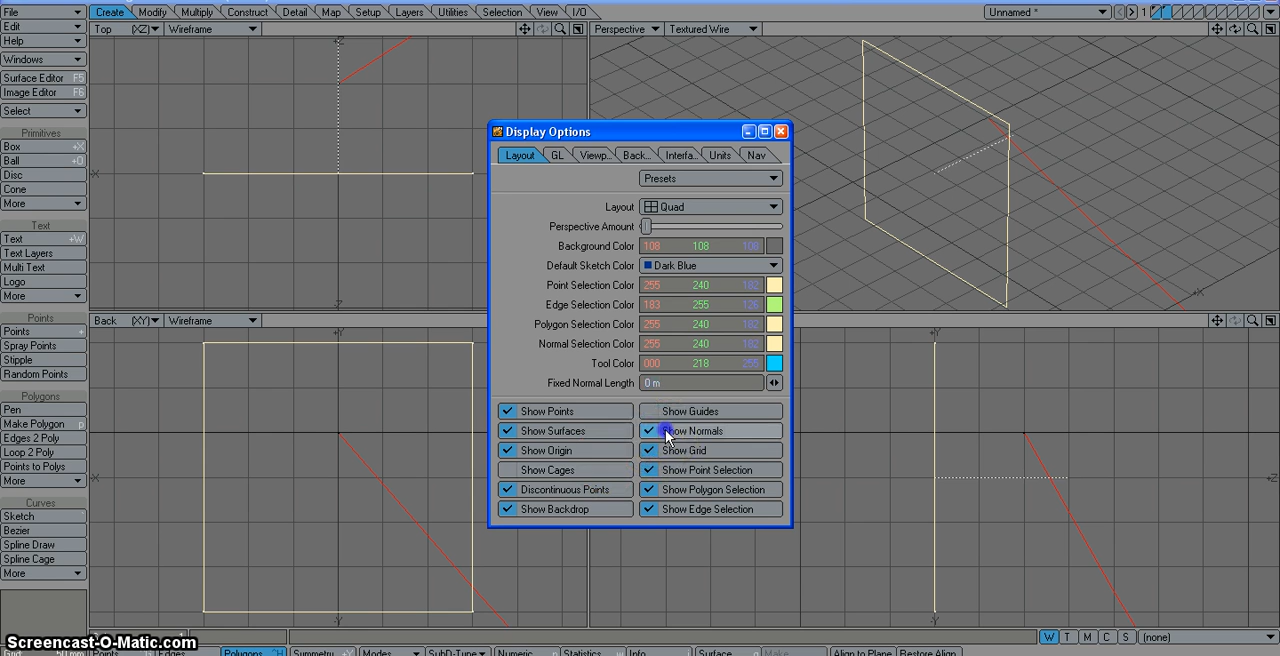 File Create Modify Multiply Construct Detail Map Setup Layers Utilities Selection View I/O Unnamed * 1
Edit Top (XZ) Wireframe Perspective Textured Wire
Help
Windows
Surface Editor F5
Image Editor F6
Select
Primitives
Box +X
Ball +O
Disc
Cone
More
Text
Text +W
Text Layers
Multi Text
Logo
More
Points
Points +
Spray Points
Stipple
Random Points
Polygons
Pen
Make Polygon p
Edges 2 Poly
Loop 2 Poly
Points to Polys
More
Curves
Sketch
Bezier
Spline Draw
Spline Cage
More
Back (XY) Wireframe
Display Options
Layout GL Viewp... Back... Interfa... Units Nav
Presets
Layout Quad
Perspective Amount
Background Color 108 108 108
Default Sketch Color Dark Blue
Point Selection Color 255 240 182
Edge Selection Color 183 255 126
Polygon Selection Color 255 240 182
Normal Selection Color 255 240 182
Tool Color 000 218 255
Fixed Normal Length 0 m
Show Points Show Guides
Show Surfaces Show Normals
Show Origin Show Grid
Show Cages Show Point Selection
Discontinuous Points Show Polygon Selection
Show Backdrop Show Edge Selection
W T M C S (none)
Screencast-O-Matic.com
Points Edges Polygons ^H Symmetry Modes SubD-Type Numeric Statistics Info Surface Make Align to Plane Restore Align